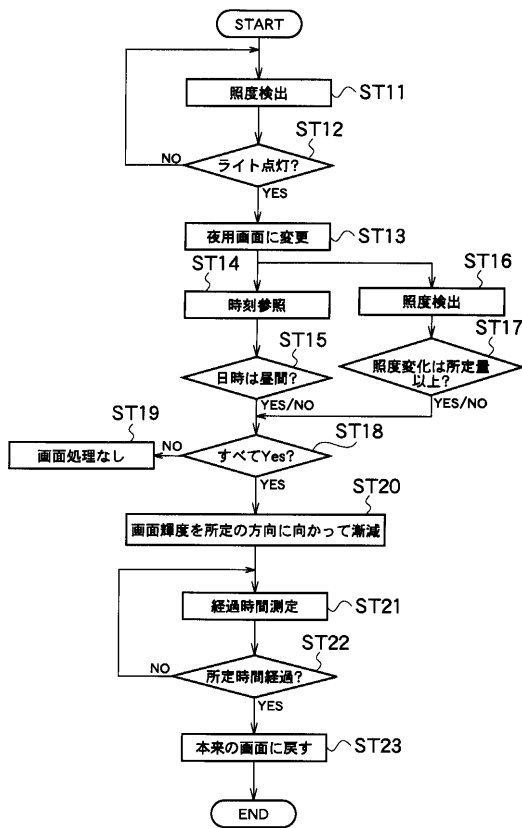 START
照度検出
ST11
ST12
ライト点灯?
NO
YES
夜用画面に変更
ST13
ST14
ST16
時刻参照
照度検出
ST15
ST17
日時は昼間?
照度変化は所定量
以上?
YES/NO
YES/NO
ST19
ST18
画面処理なし
NO
すべてYes?
YES
ST20
画面輝度を所定の方向に向かって漸減
経過時間測定
ST21
ST22
NO
所定時間経過?
YES
本来の画面に戻す
ST23
END